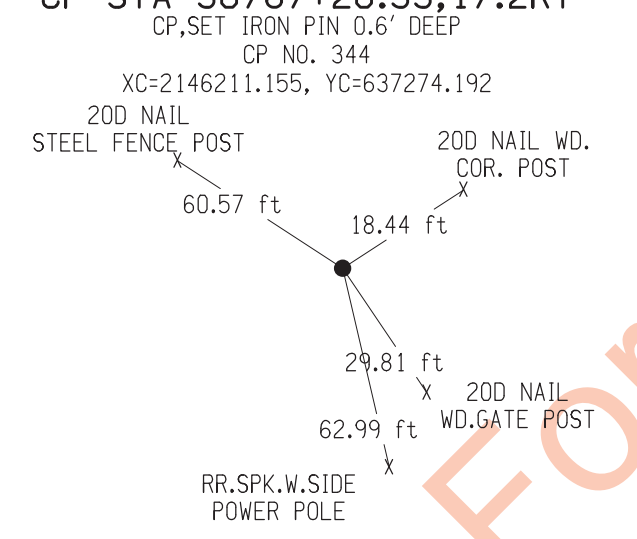 CP,SET IRON PIN 0.6' DEEP
CP NO. 344
XC=2146211.155, YC=637274.192
20D NAIL
STEEL FENCE POST
20D NAIL WD.
COR. POST
60.57 ft
18.44 ft
29.81 ft
20D NAIL
WD.GATE POST
62.99 ft
RR.SPK.W.SIDE
POWER POLE
For